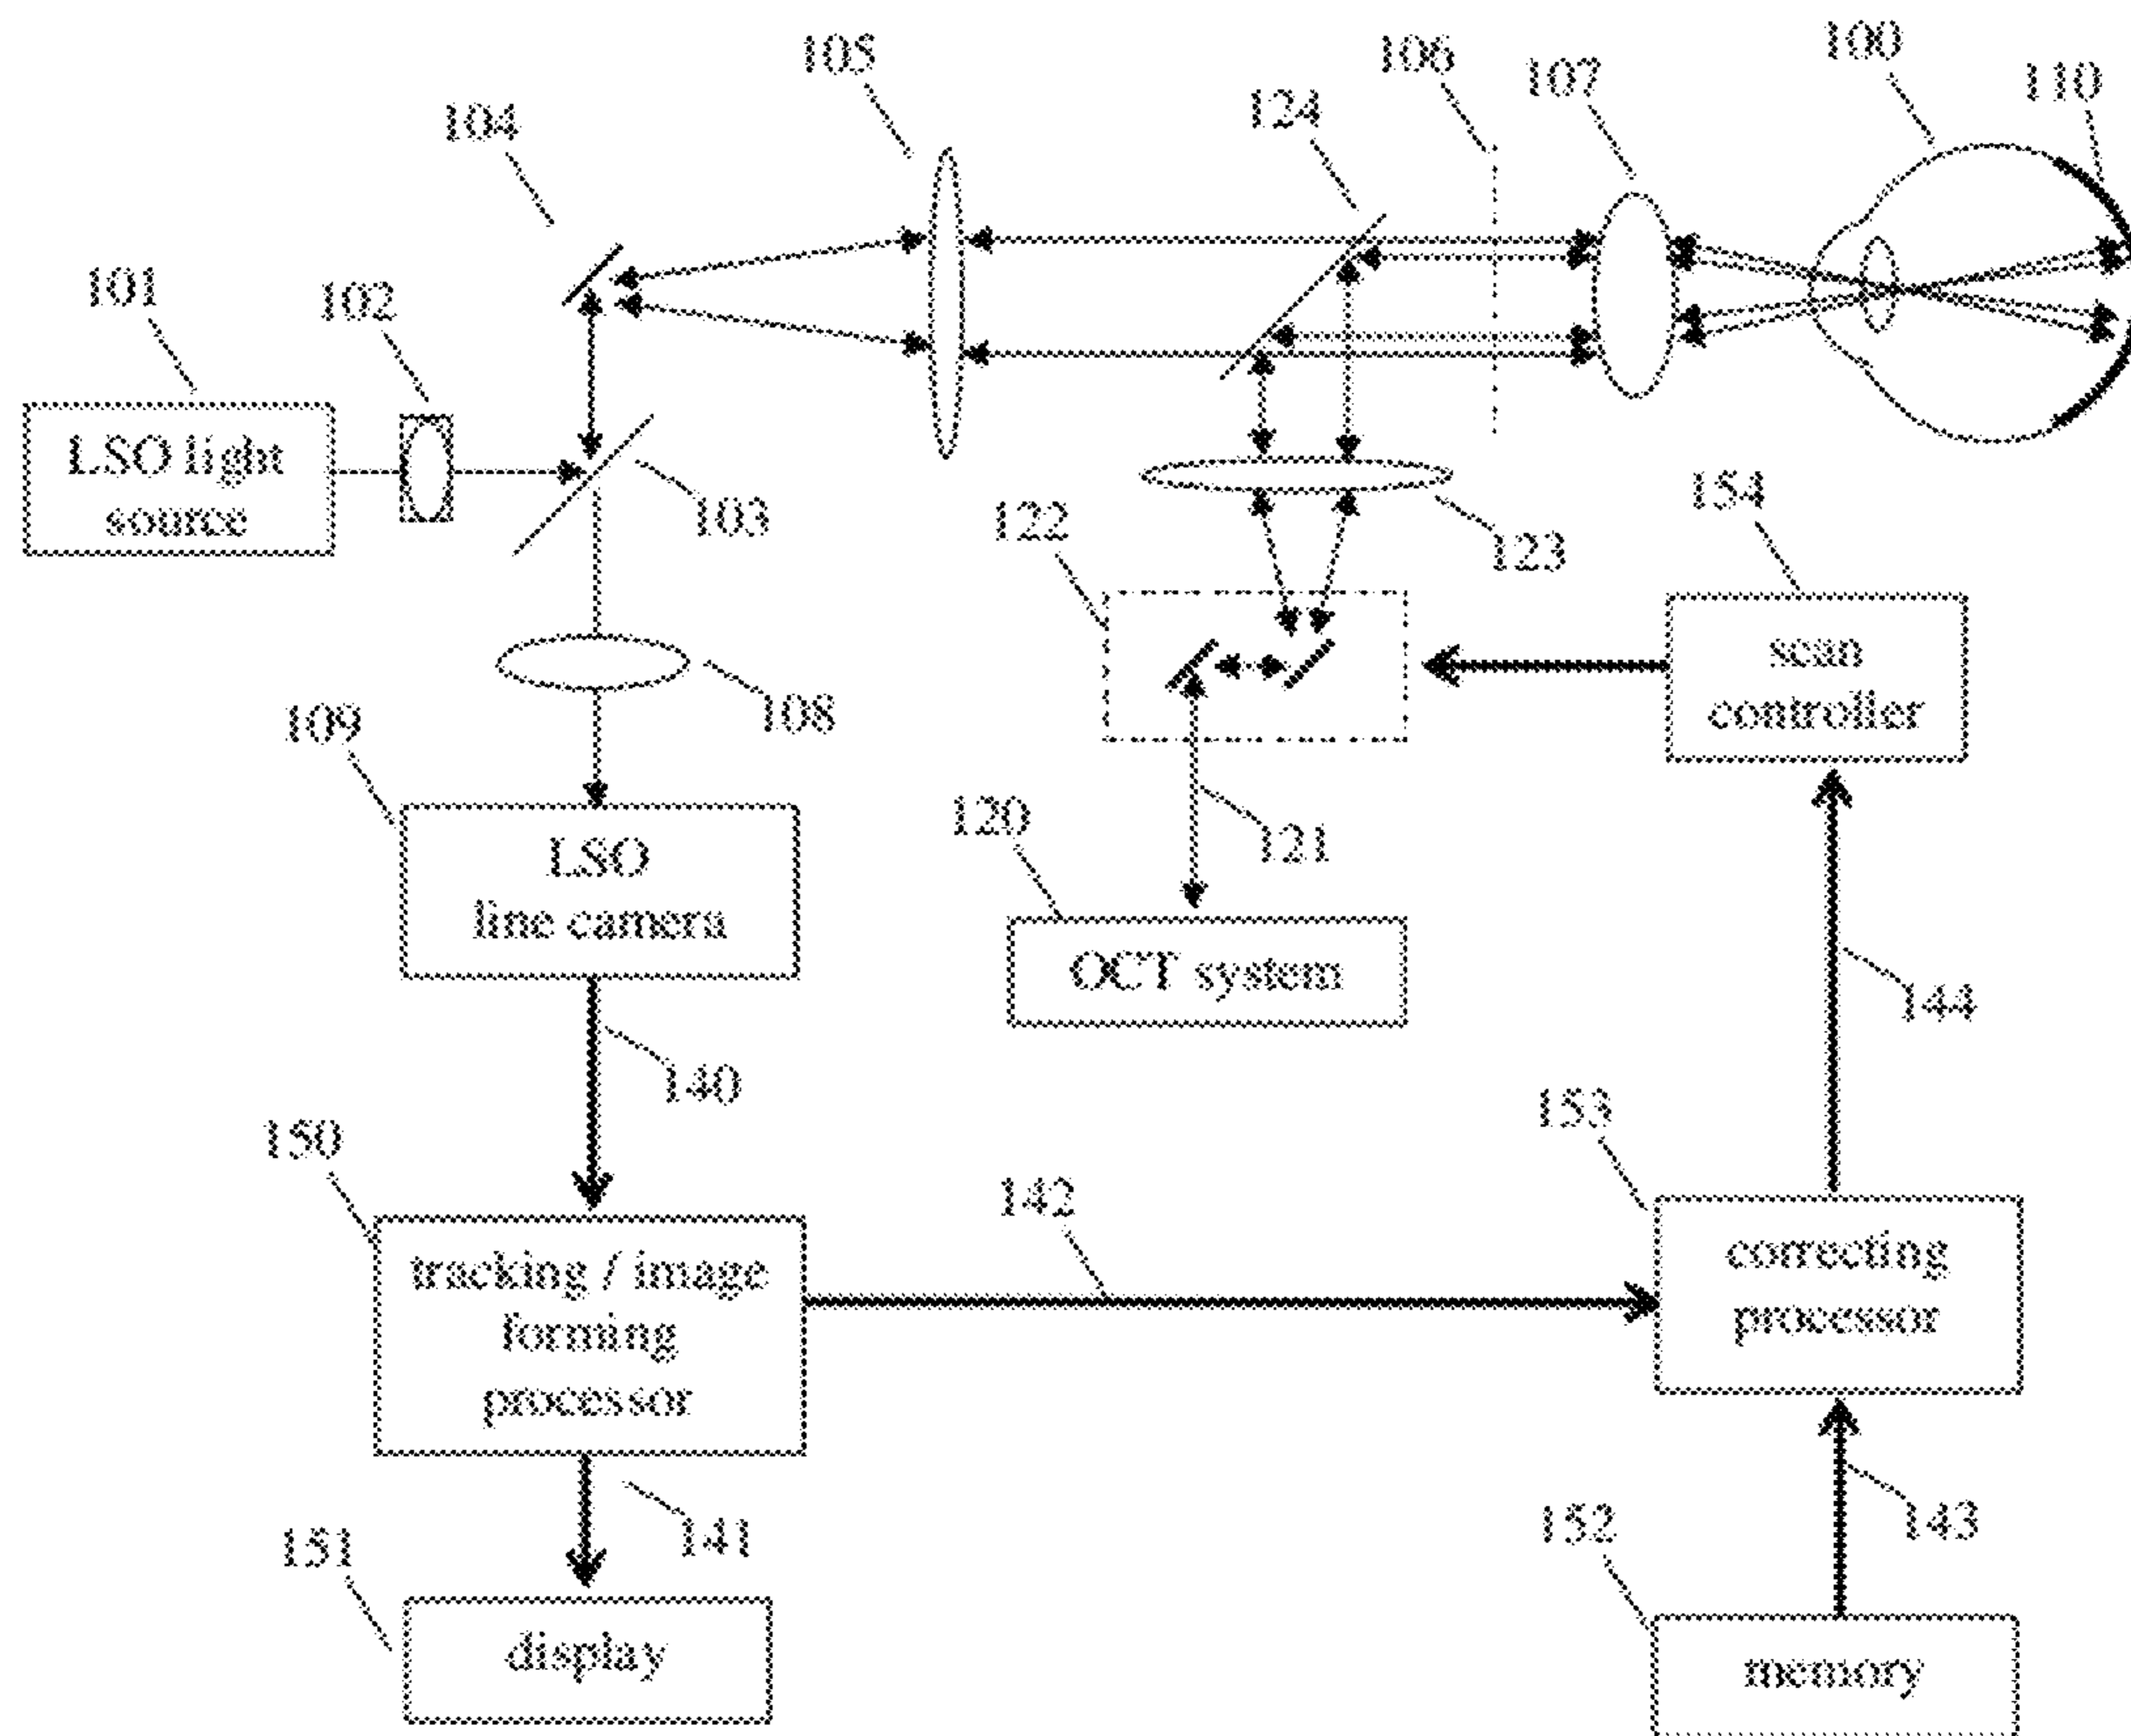 100
105
106
107
110
104
124
101
102
LSO light
source
103
154
122
123
scan
controller
108
109
120
121
LSO
line camera
OCT system
144
140
153
150
142
correcting
processor
tracking / image
forming
processor
141
143
151
152
display
memory